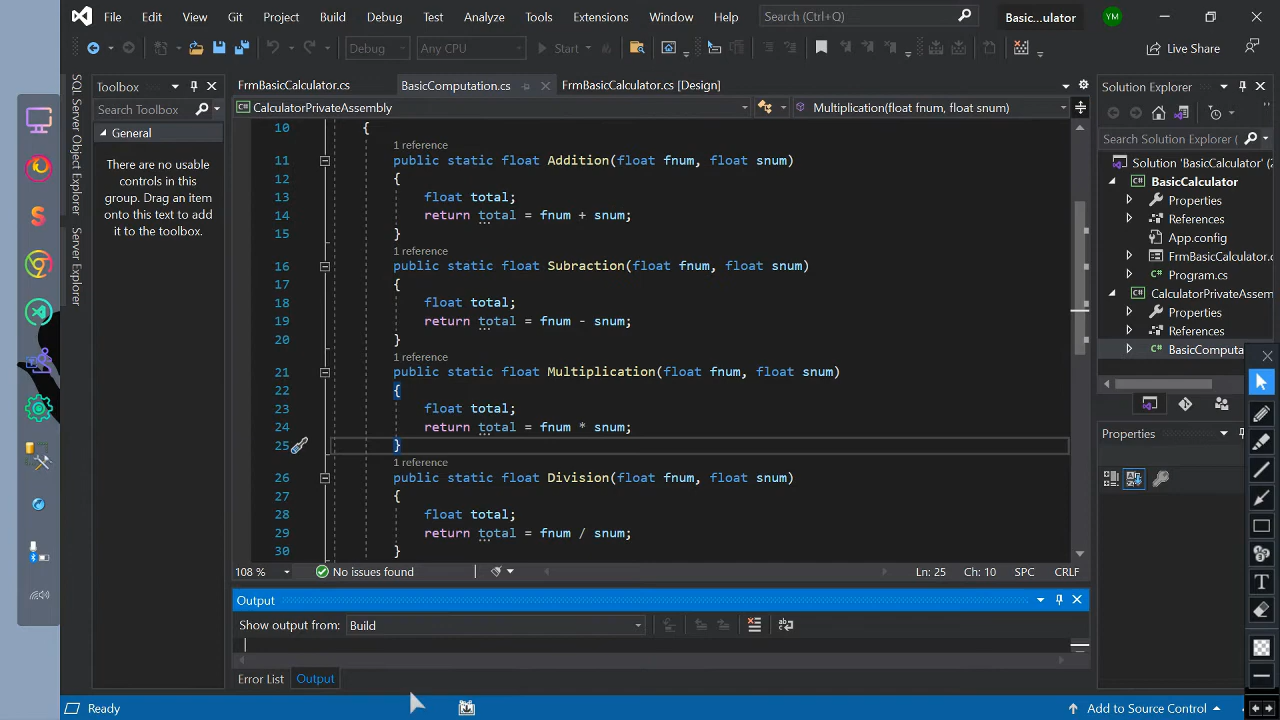 File Edit View Git Project Build Debug Test Analyze Tools Extensions Window Help Search (Ctrl+Q) Basic...ulator YM
Debug Any CPU Start Live Share
Toolbox
Search Toolbox
General
There are no usable
controls in this
group. Drag an item
onto this text to add
it to the toolbox.
SQL Server Object Explorer
Server Explorer
FrmBasicCalculator.cs BasicComputation.cs FrmBasicCalculator.cs [Design]
CalculatorPrivateAssembly Multiplication(float fnum, float snum)
10 {
1 reference
11 public static float Addition(float fnum, float snum)
12 {
13 float total;
14 return total = fnum + snum;
15 }
1 reference
16 public static float Subraction(float fnum, float snum)
17 {
18 float total;
19 return total = fnum - snum;
20 }
1 reference
21 public static float Multiplication(float fnum, float snum)
22 {
23 float total;
24 return total = fnum * snum;
25 }
1 reference
26 public static float Division(float fnum, float snum)
27 {
28 float total;
29 return total = fnum / snum;
30 }
108 % No issues found Ln: 25 Ch: 10 SPC CRLF
Output
Show output from: Build
Error List Output
Solution Explorer
Search Solution Explorer
Solution 'BasicCalculator' (2
BasicCalculator
Properties
References
App.config
FrmBasicCalculator.c
Program.cs
CalculatorPrivateAssem
Properties
References
BasicComputa
Properties
Ready Add to Source Control